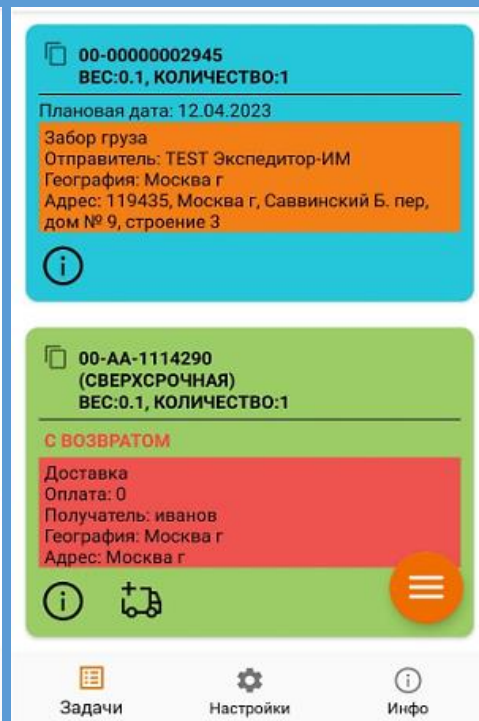 00-00000002945
ВЕС:0.1, КОЛИЧЕСТВО:1
Плановая дата: 12.04.2023
Забор груза
Отправитель: TEST Экспедитор-ИМ
География: Москва г
Адрес: 119435, Москва г, Саввинский Б. пер,
дом № 9, строение 3
00-АА-1114290
(СВЕРХСРОЧНАЯ)
ВЕС:0.1, КОЛИЧЕСТВО:1
С ВОЗВРАТОМ
Доставка
Оплата: 0
Получатель: иванов
География: Москва г
Адрес: Москва г
Задачи
Настройки
Инфо